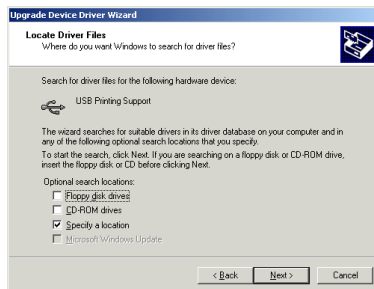 Upgrade Device Driver Wizard
Locate Driver Files
Where do you want Windows to search for driver files?
Search for driver files for the following hardware device:
USB Printing Support
The wizard searches for suitable drivers in its driver database on your computer and in
any of the following optional search locations that you specify.
To start the search, click Next. If you are searching on a floppy disk or CD-ROM drive,
insert the floppy disk or CD before clicking Next.
Optional search locations:
Floppy disk drives
CD-ROM drives
Specify a location
Microsoft Windows Update
< Back Next > Cancel